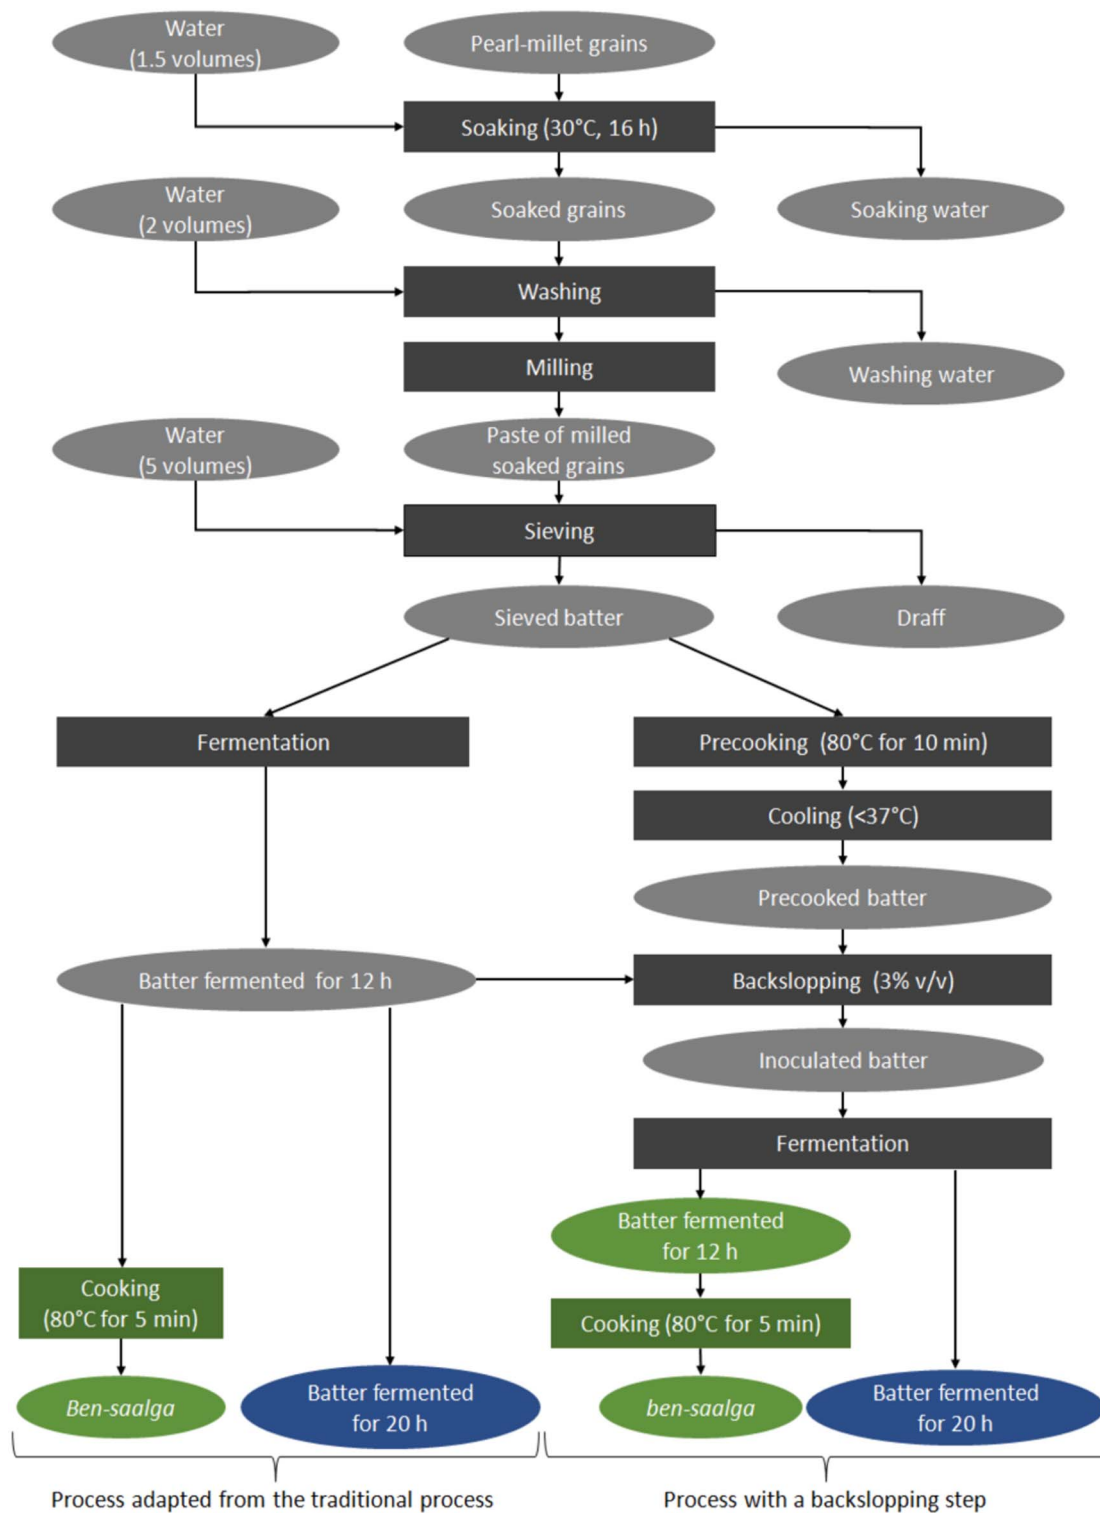 Water
(1.5 volumes)
Pearl-millet grains
Soaking (30°C, 16 h)
Water
(2 volumes)
Soaked grains
Soaking water
Washing
Milling
Washing water
Water
(5 volumes)
Paste of milled
soaked grains
Sieving
Sieved batter
Draff
Fermentation
Precooking (80°C for 10 min)
Cooling (<37°C)
Precooked batter
Batter fermented for 12 h
Backslopping (3% v/v)
Inoculated batter
Fermentation
Batter fermented
for 12 h
Cooking
(80°C for 5 min)
Cooking (80°C for 5 min)
Ben-saalga
Batter fermented
for 20 h
ben-saalga
Batter fermented
for 20 h
Process adapted from the traditional process
Process with a backslopping step